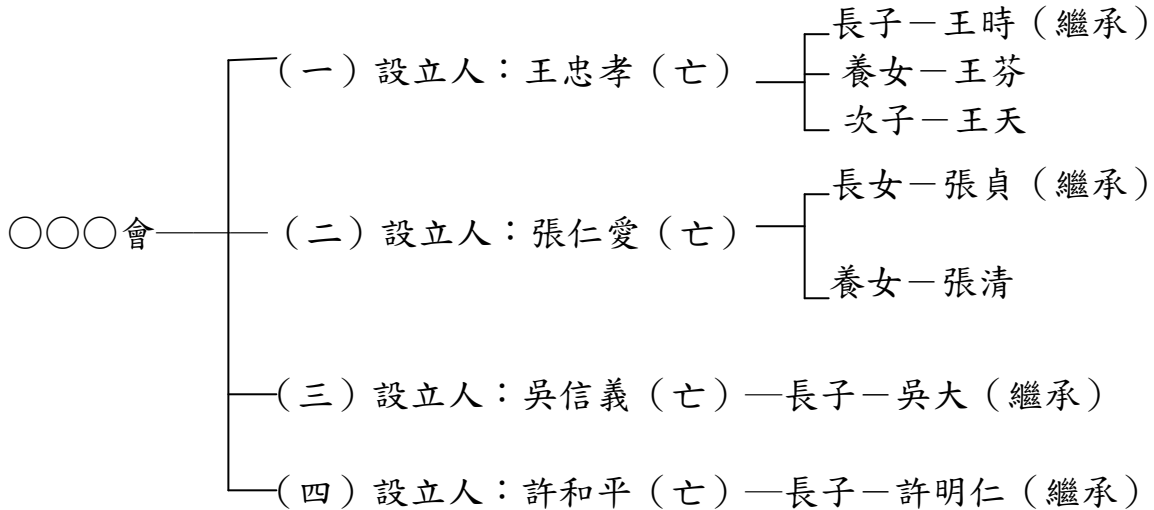 長子－王時（繼承）
（一）設立人：王忠孝（亡）
養女－王芬
次子－王天
長女－張貞（繼承）
○○○會
（二）設立人：張仁愛（亡）
養女－張清
（三）設立人：吳信義（亡）—長子－吳大（繼承）
（四）設立人：許和平（亡）—長子－許明仁（繼承）